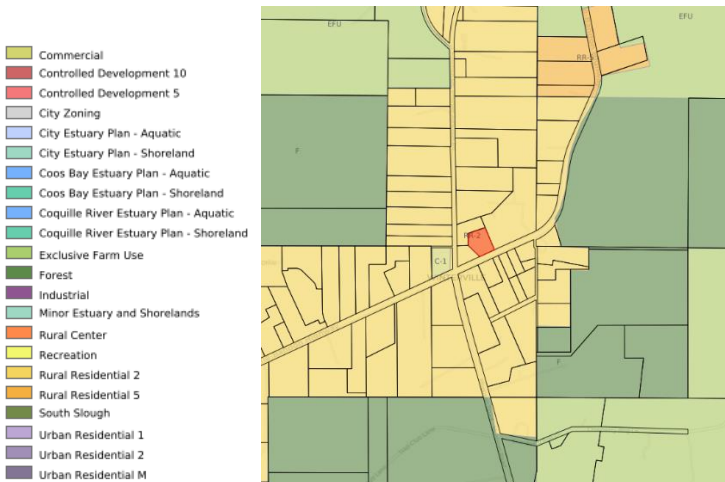 Commercial
Controlled Development 10
Controlled Development 5
City Zoning
City Estuary Plan - Aquatic
City Estuary Plan - Shoreland
Coos Bay Estuary Plan - Aquatic
Coos Bay Estuary Plan - Shoreland
Coquille River Estuary Plan - Aquatic
Coquille River Estuary Plan - Shoreland
Exclusive Farm Use
Forest
Industrial
Minor Estuary and Shorelands
Rural Center
Recreation
Rural Residential 2
Rural Residential 5
South Slough
Urban Residential 1
Urban Residential 2
Urban Residential M
EFU
EFU
RR-5
F
RR-2
C-1
F